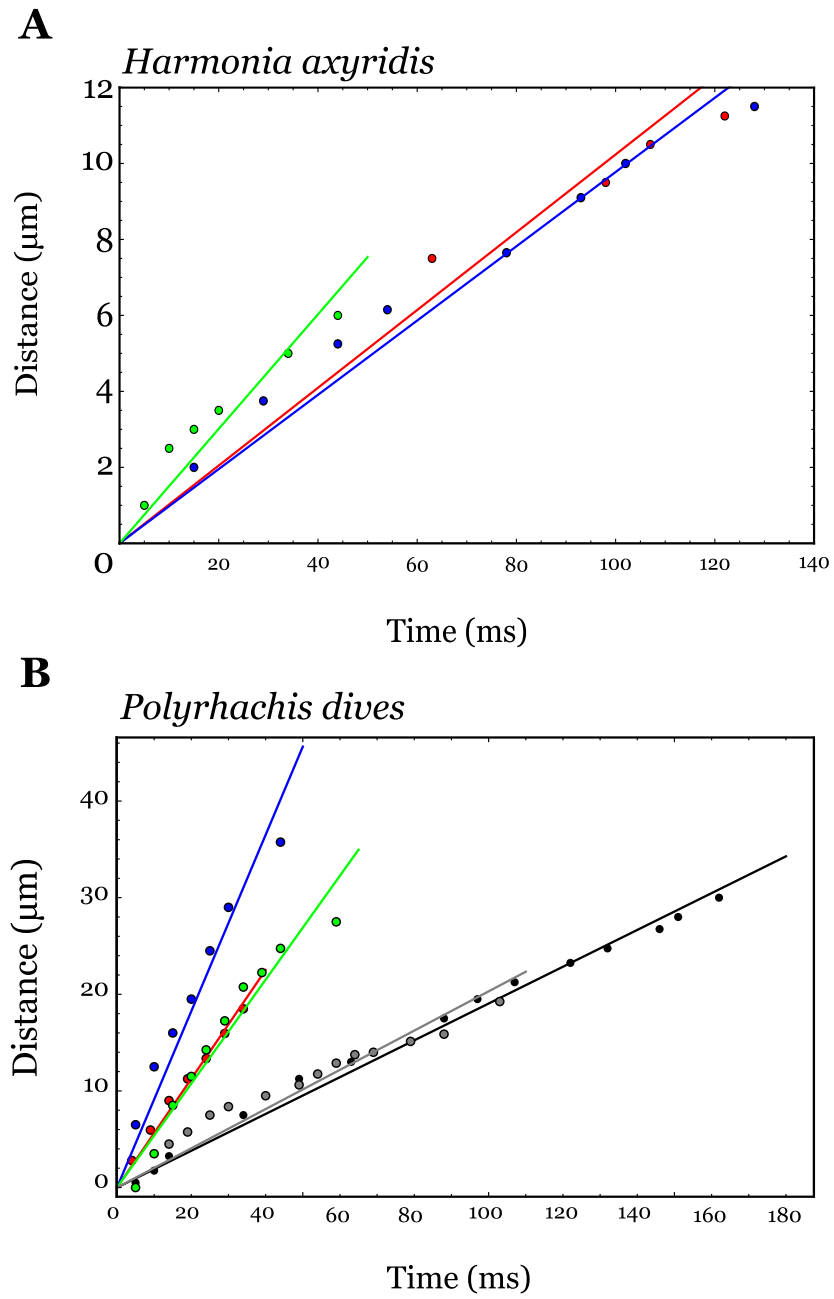 A
Harmonia axyridis
12
10
8
6
4
2
0
20 40 60 80 100 120 140
Distance (μm)
Time (ms)
B
Polyrhachis dives
40
30
20
10
0
0 20 40 60 80 100 120 140 160 180
Distance (μm)
Time (ms)